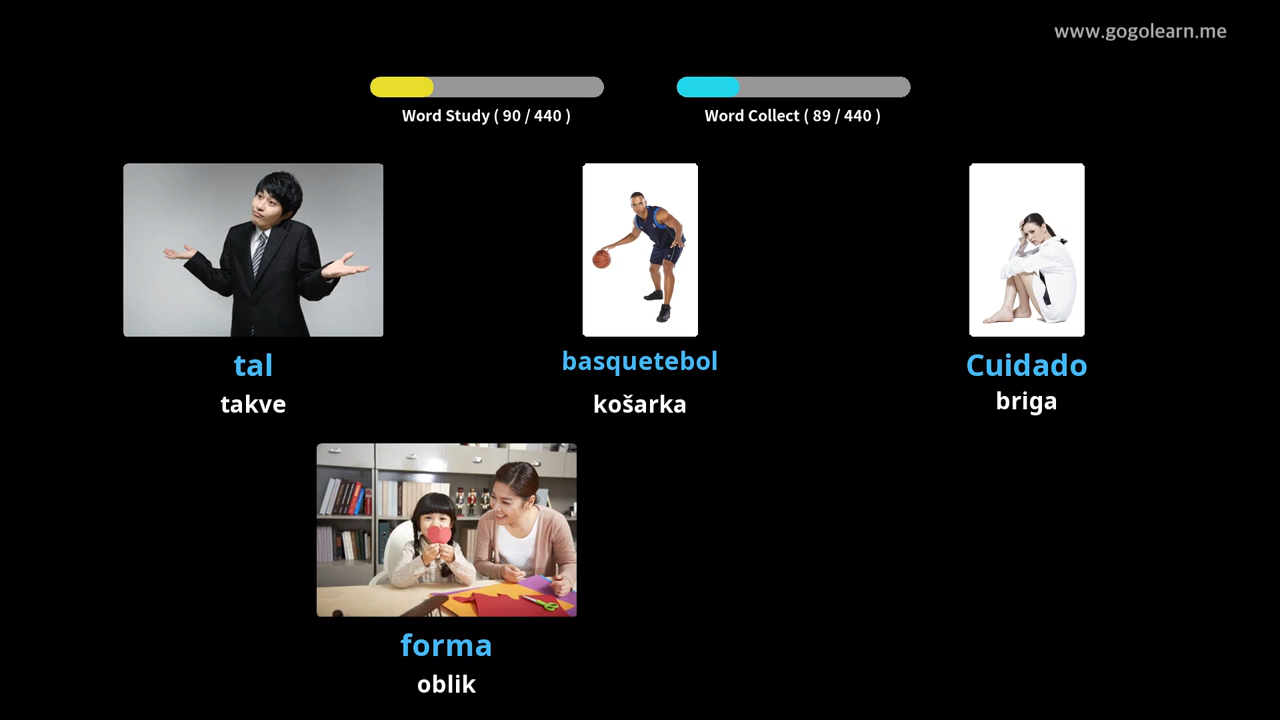 www.gogolearn.me
Word Study ( 90 / 440 )
Word Collect ( 89 / 440 )
tal
takve
basquetebol
košarka
Cuidado
briga
forma
oblik